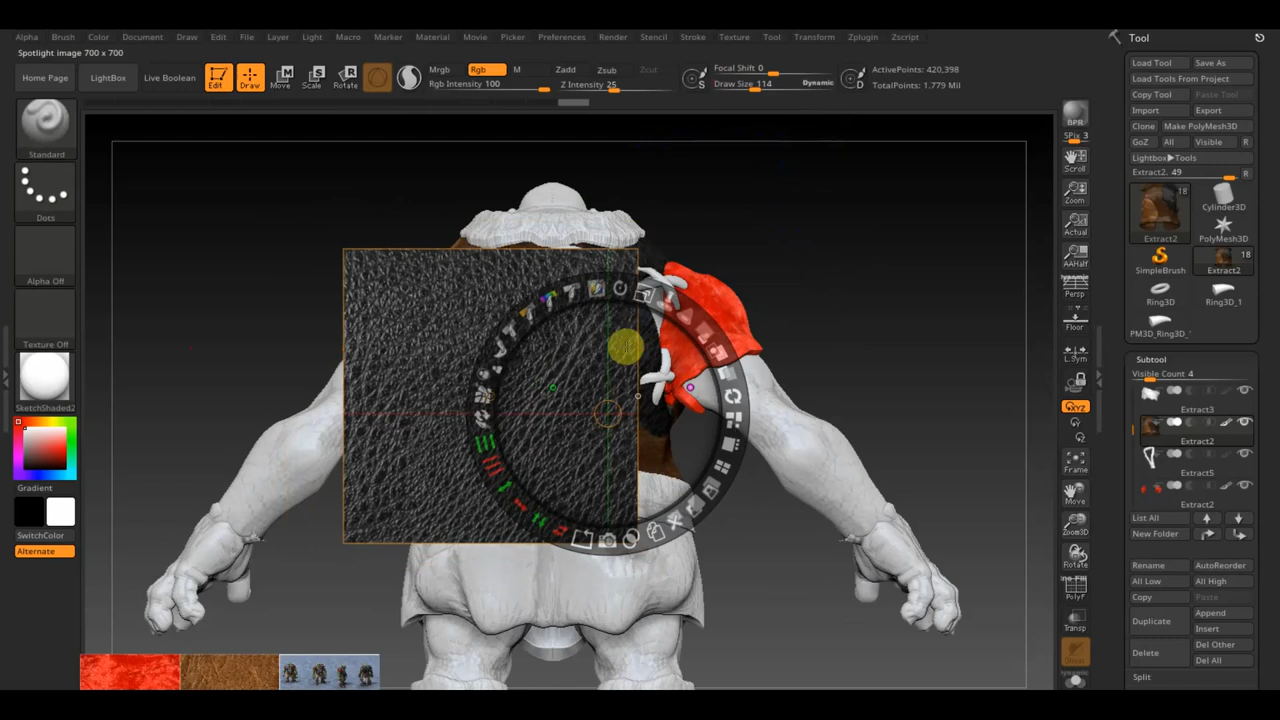 Alpha Brush Color Document Draw Edit File Layer Light Macro Marker Material Movie Picker Preferences Render Stencil Stroke Texture Tool Transform Zplugin Zscript
Tool
Spotlight image 700 x 700
Home Page LightBox Live Boolean Edit Draw Move Scale Rotate
Mrgb Rgb M Zadd Zsub Zcut
Rgb Intensity 100 Z Intensity 25
Focal Shift 0
Draw Size 114 Dynamic
ActivePoints: 420,398
TotalPoints: 1.779 Mil
S
D
Load Tool Save As
Load Tools From Project
Copy Tool Paste Tool
Import Export
Clone Make PolyMesh3D
GoZ All Visible R
Lightbox▶Tools
Extract2. 49 R
18
Extract2
Cylinder3D
PolyMesh3D
SimpleBrush
18
Extract2
Ring3D
Ring3D_1
PM3D_Ring3D_'
Subtool
Visible Count 4
Extract3
Extract2
Extract5
Extract2
List All
New Folder
Rename AutoReorder
All Low All High
Copy Paste
Duplicate Append
Insert
Delete Del Other
Del All
Split
Standard
Dots
Alpha Off
Texture Off
SketchShaded2
Gradient
SwitchColor
Alternate
BPR
SPix 3
Scroll
Zoom
Actual
AAHalf
Dynamic
Persp
Floor
L.Sym
XYZ
Frame
Move
Zoom3D
Rotate
PolyF
Transp